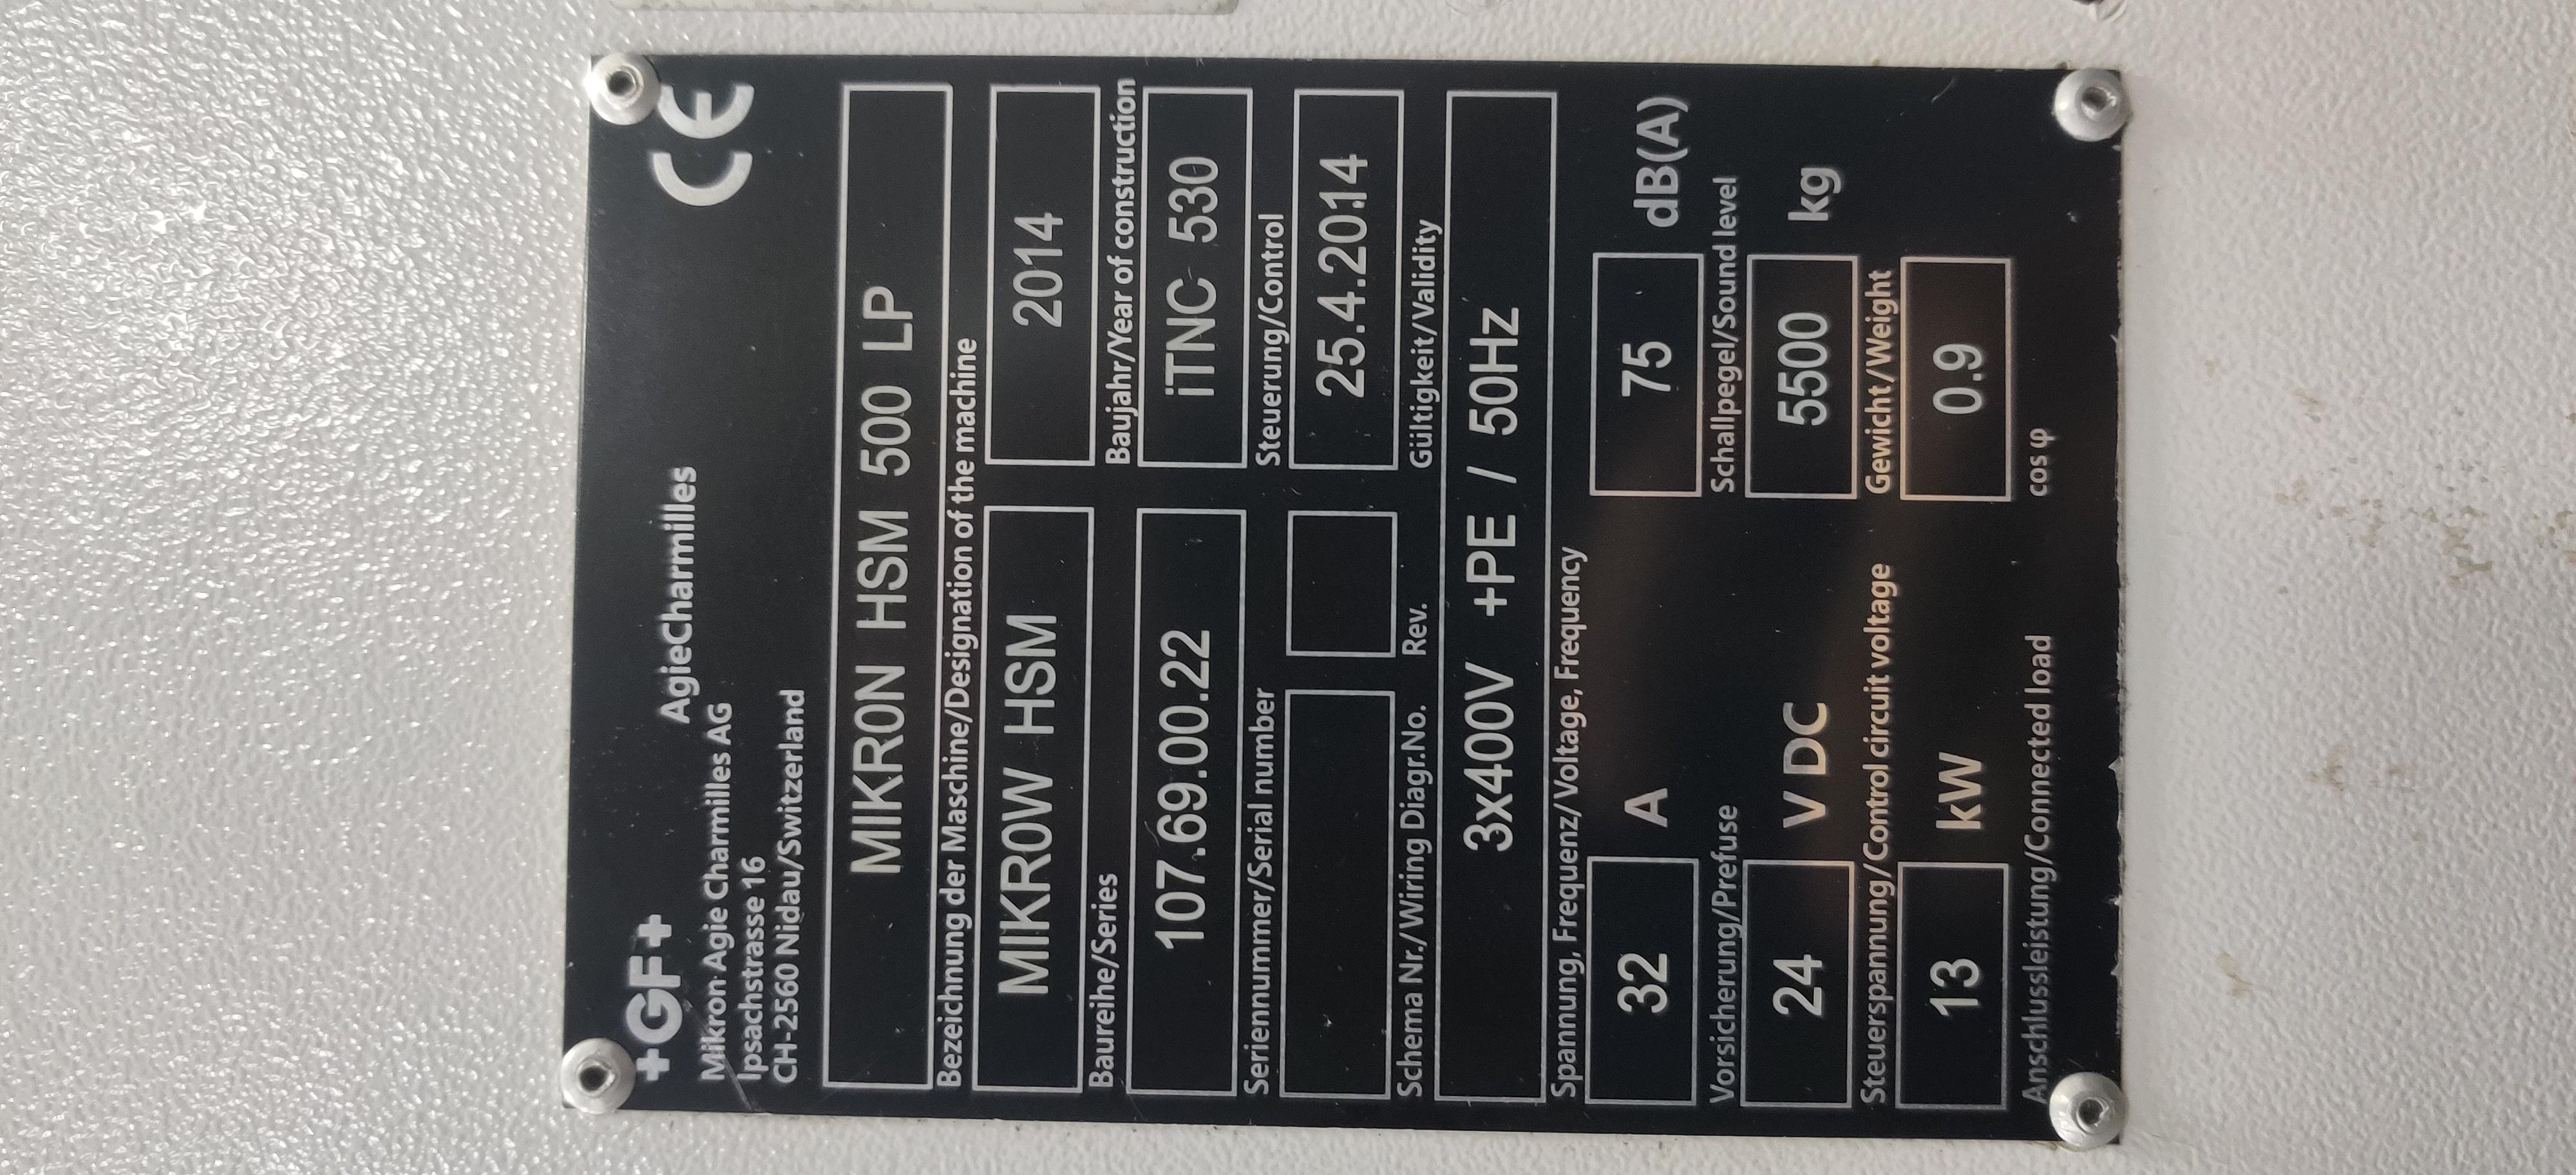 +GF+
AgieCharmilles
CE
Mikron Agie Charmilles AG
Ipsachstrasse 16
CH-2560 Nidau/Switzerland
MIKRON HSM 500 LP
Bezeichnung der Maschine/Designation of the machine
MIKROW HSM 2014
Baureihe/Series Baujahr/Year of construction
107.69.00.22 iTNC 530
Seriennummer/Serial number Steuerung/Control
25.4.2014
Schema Nr./Wiring Diagr.No. Rev. Gültigkeit/Validity
3x400V +PE / 50Hz
Spannung, Frequenz/Voltage, Frequency
32 A 75 dB(A)
Vorsicherung/Prefuse Schallpegel/Sound level
24 V DC 5500 kg
Steuerspannung/Control circuit voltage Gewicht/Weight
13 kW 0.9
Anschlussleistung/Connected load cos φ